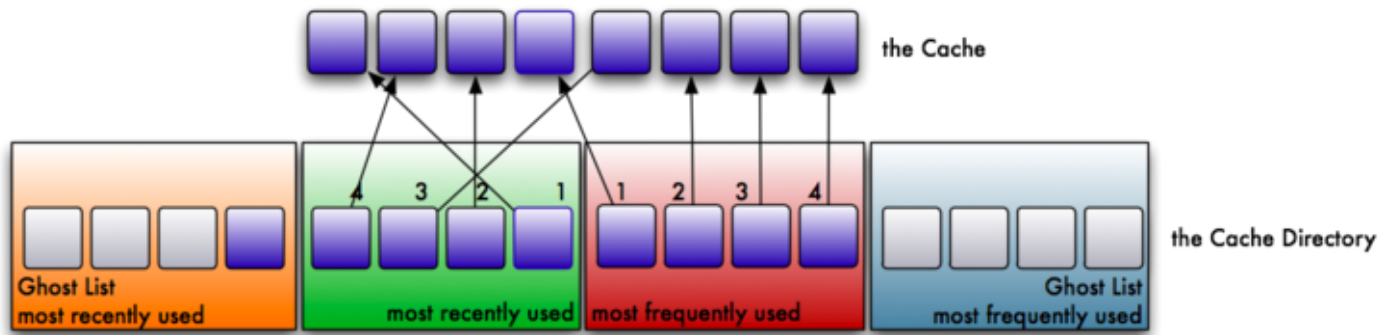 the Cache
4 3 2 1 1 2 3 4
the Cache Directory
Ghost List
most recently used
most recently used
most frequently used
Ghost List
most frequently used